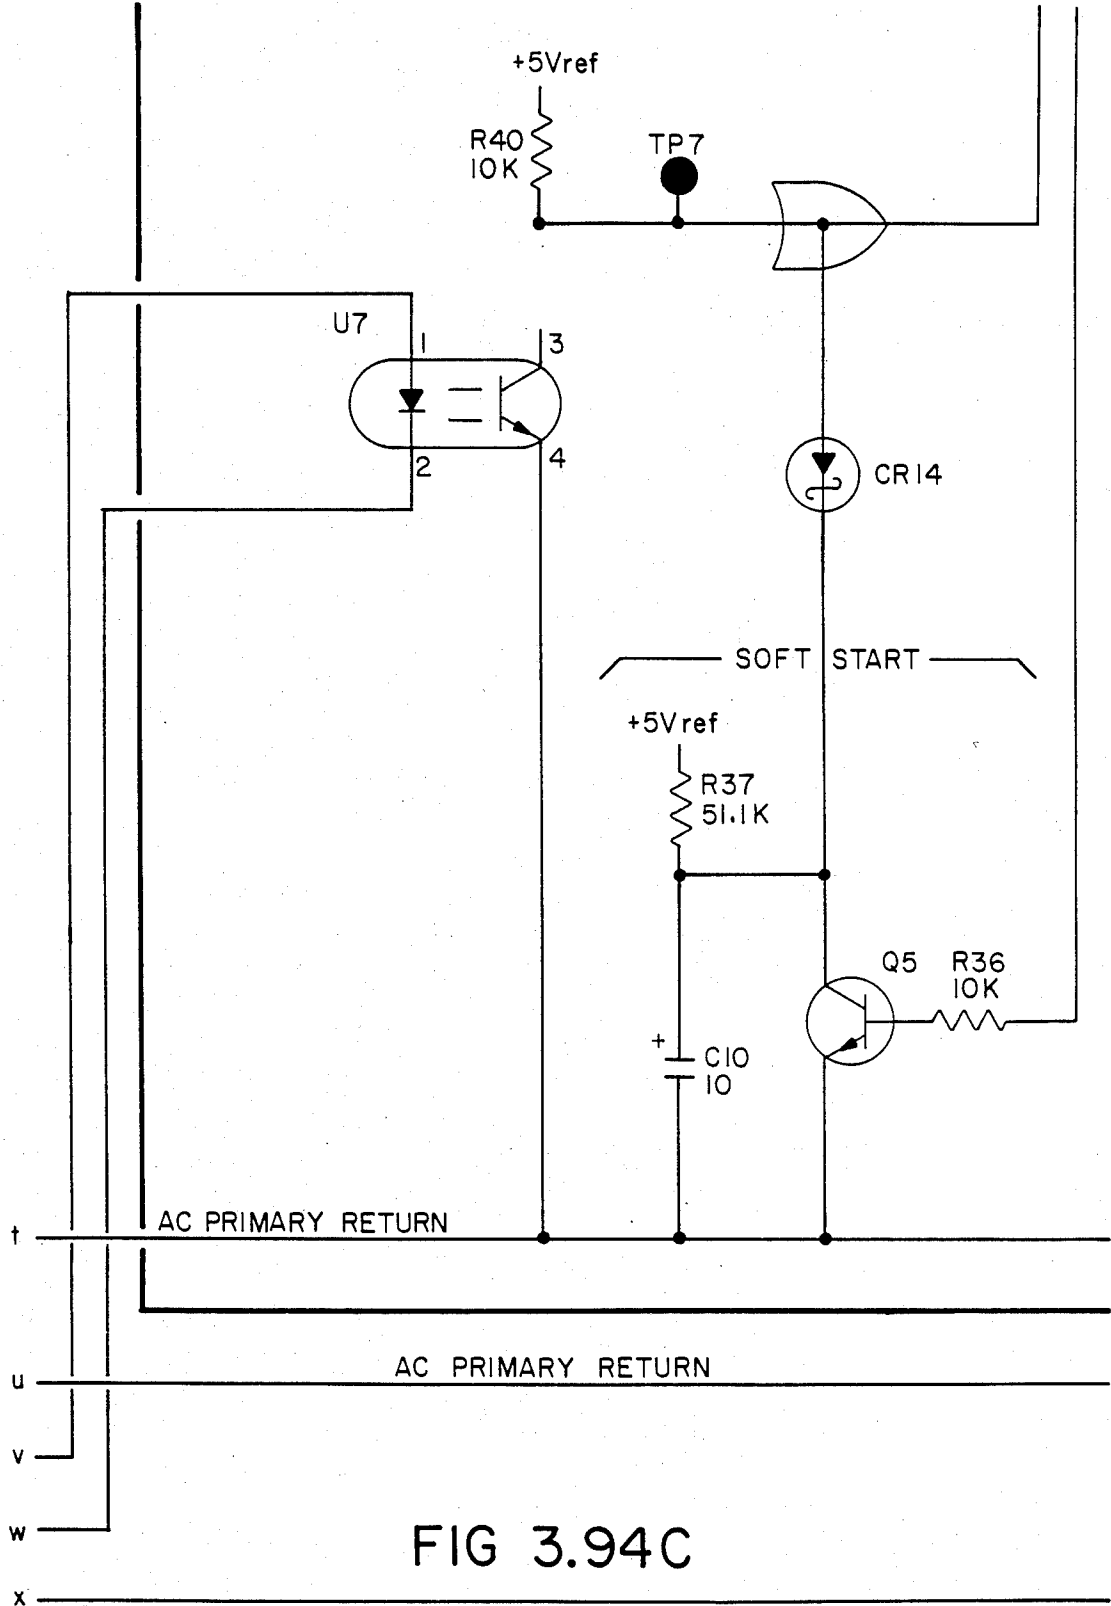 +5Vref
R40
10K
TP7
U7
1
3
2
4
CR14
SOFT START
+5Vref
R37
51.1K
Q5 R36
10K
+
C10
10
t
AC PRIMARY RETURN
AC PRIMARY RETURN
u
v
w
FIG 3.94C
x